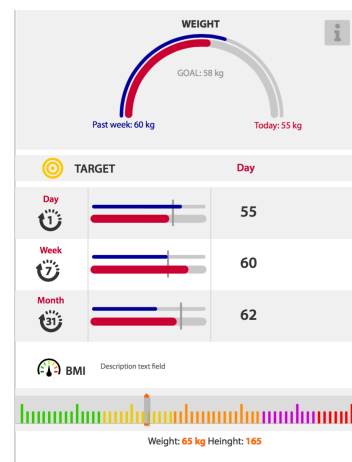 WEIGHT
i
GOAL: 58 kg
Past week: 60 kg
Today: 55 kg
TARGET
Day
Day
1
55
Week
7
60
Month
31
62
BMI
Description text field
Weight: 65 kg Heinght: 165